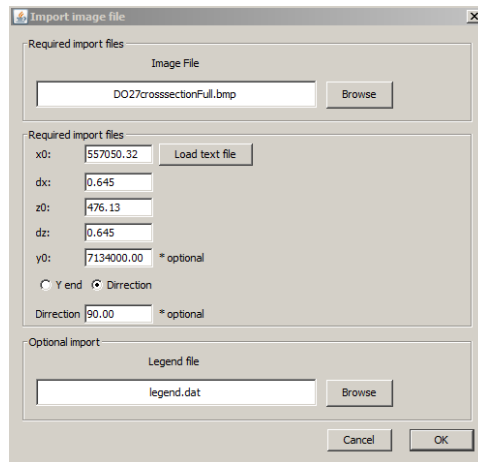 Import image file
Required import files
Image File
DO27crosssectionFull.bmp Browse
Required import files
x0: 557050.32 Load text file
dx: 0.645
z0: 476.13
dz: 0.645
y0: 7134000.00 * optional
Y end Dirrection
Dirrection 90.00 * optional
Optional import
Legend file
legend.dat Browse
Cancel OK